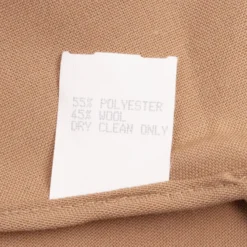 55% POLYESTER
45% WOOL
DRY CLEAN ONLY